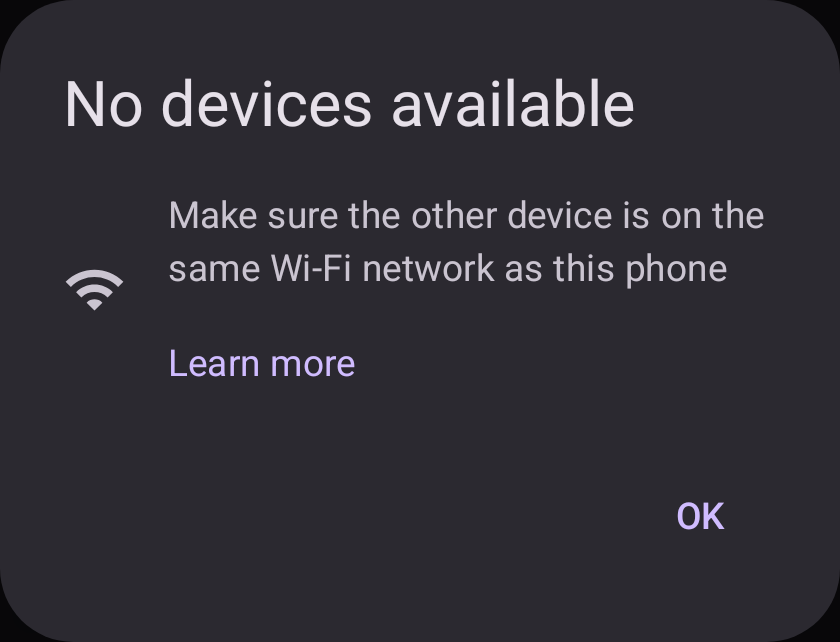 No devices available
Make sure the other device is on the
same Wi-Fi network as this phone
Learn more
OK